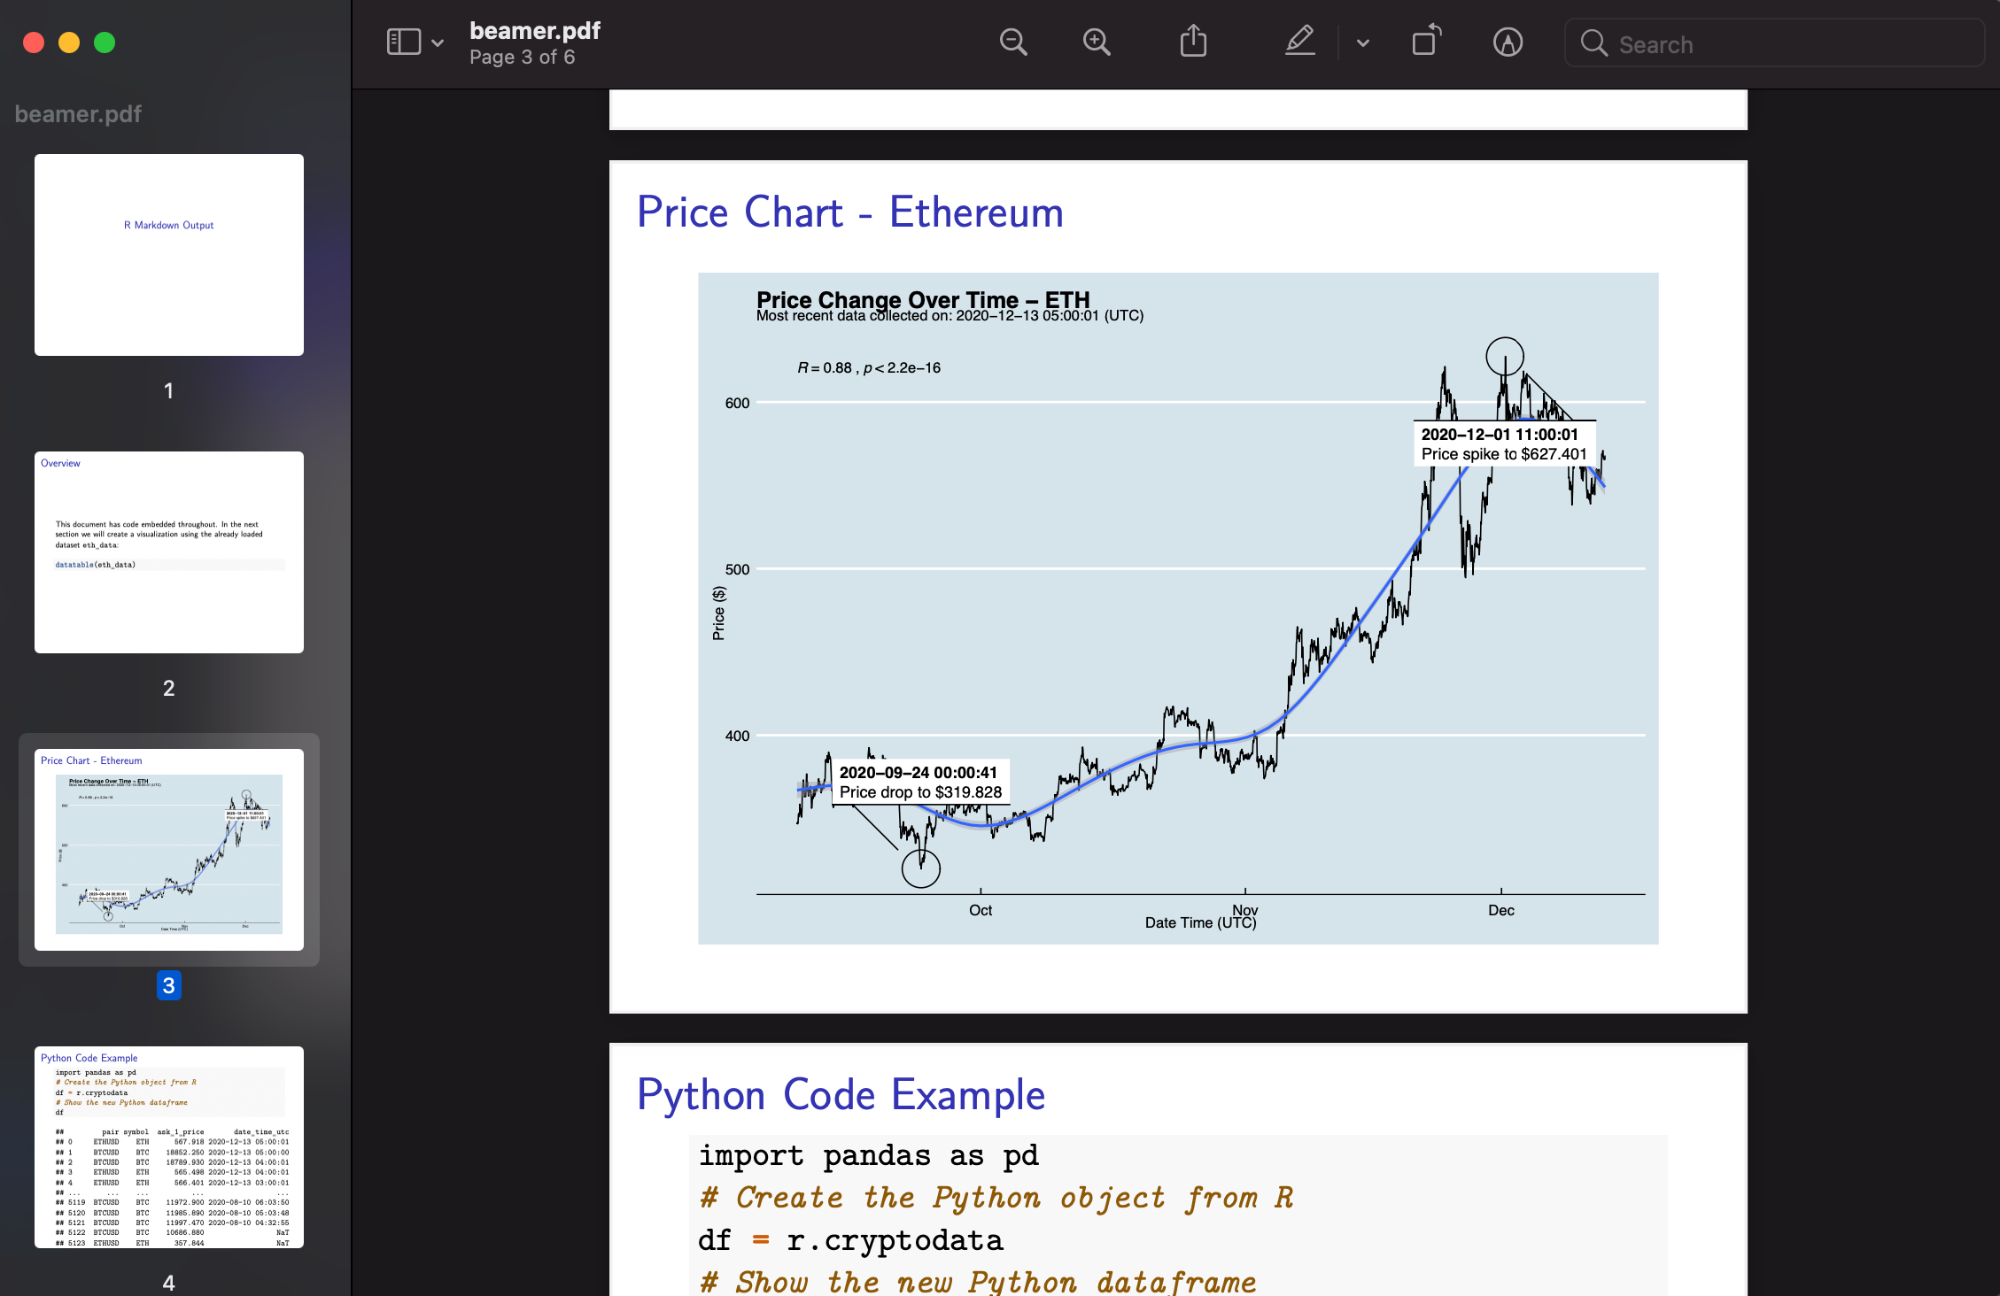 beamer.pdf
Page 3 of 6
Search
beamer.pdf
R Markdown Output
1
Overview
This document has code embedded throughout. In the next
section we will create a visualization using the already loaded
dataset eth_data:
datatable(eth_data)
2
Price Chart - Ethereum
Price Change Over Time – ETH
3
Python Code Example
import pandas as pd
# Create the Python object from R
df = r.cryptodata
# Show the new Python dataframe
df
## pair symbol ask_1_price date_time_utc
## 0 ETHUSD ETH 567.918 2020-12-13 05:00:01
## 1 BTCUSD BTC 18852.250 2020-12-13 05:00:00
## 2 BTCUSD BTC 18789.930 2020-12-13 04:00:01
## 3 ETHUSD ETH 565.498 2020-12-13 04:00:01
## 4 ETHUSD ETH 566.401 2020-12-13 03:00:01
## ... ... ... ... ...
## 5119 BTCUSD BTC 11972.900 2020-08-10 06:03:50
## 5120 BTCUSD BTC 11985.890 2020-08-10 05:03:48
## 5121 BTCUSD BTC 11997.470 2020-08-10 04:32:55
## 5122 BTCUSD BTC 10686.880 NaT
## 5123 ETHUSD ETH 357.844 NaT
4
Price Chart - Ethereum
Price Change Over Time – ETH
Most recent data collected on: 2020–12–13 05:00:01 (UTC)
R = 0.88 , p < 2.2e–16
600
2020–12–01 11:00:01
Price spike to $627.401
500
Price ($)
400
2020–09–24 00:00:41
Price drop to $319.828
Oct
Nov
Dec
Date Time (UTC)
Python Code Example
import pandas as pd
# Create the Python object from R
df = r.cryptodata
# Show the new Python dataframe